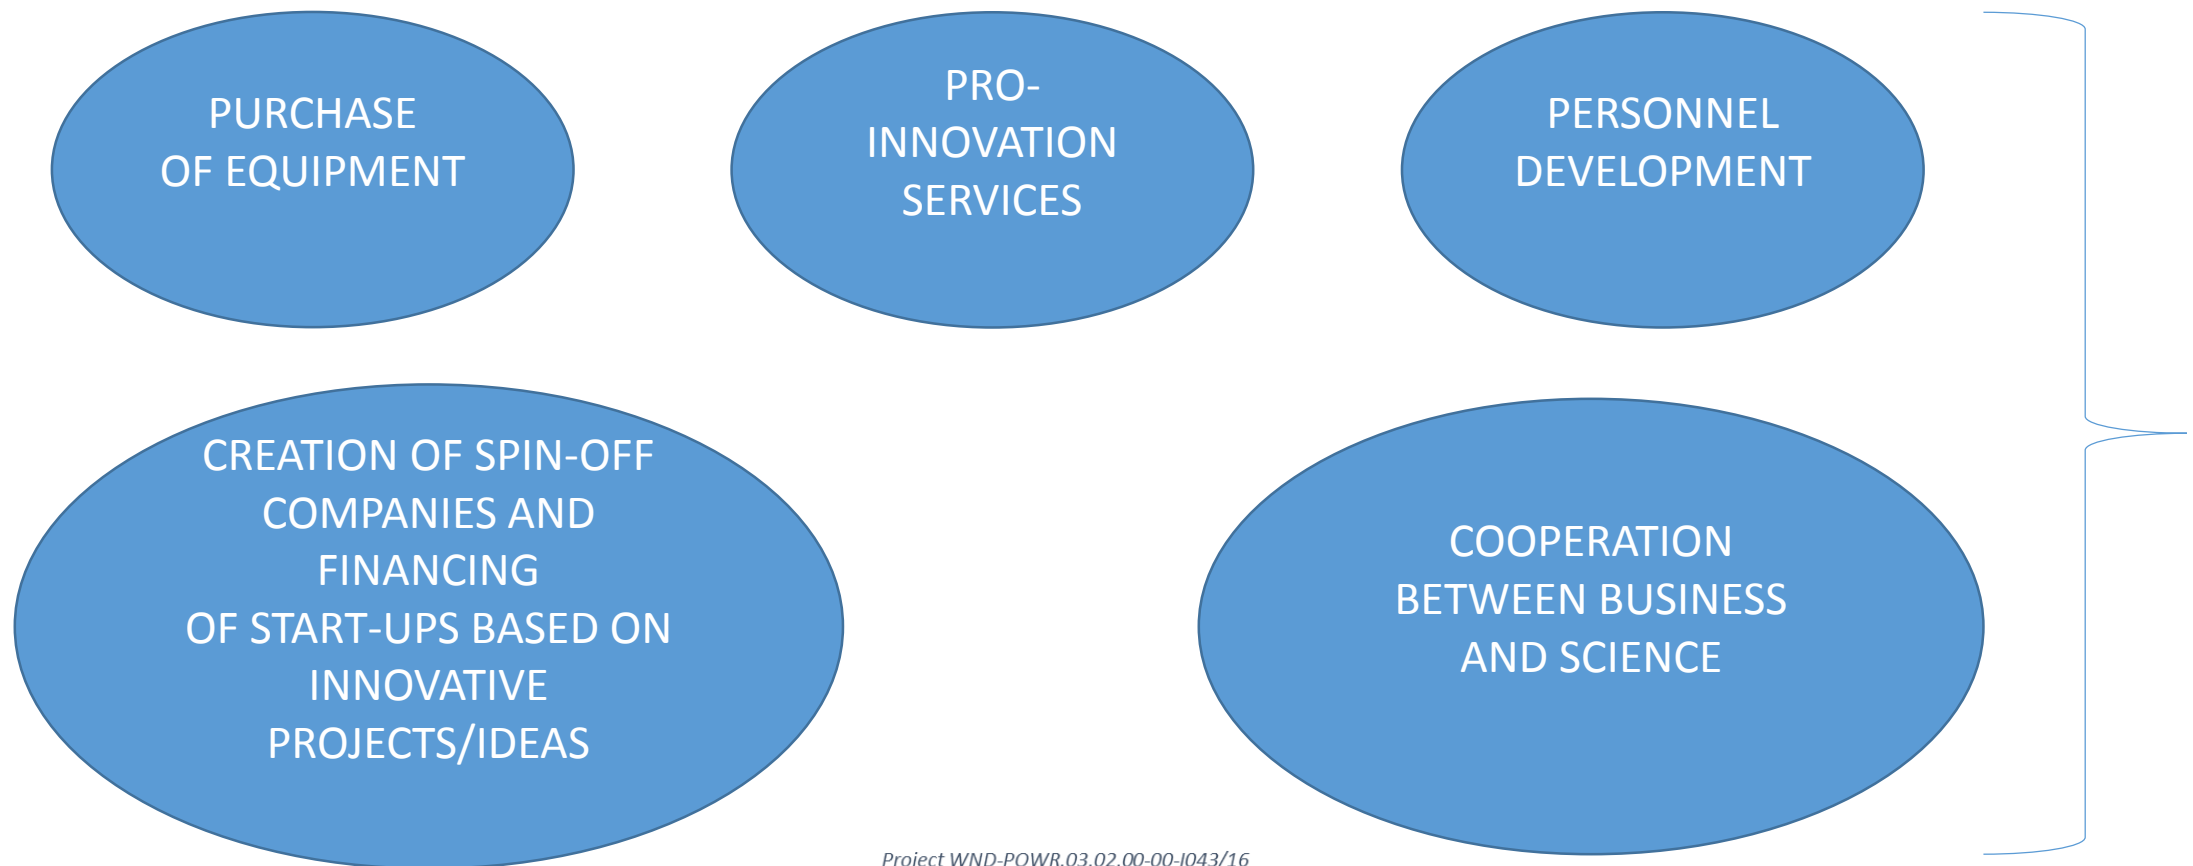 PURCHASE
OF EQUIPMENT
PRO-
INNOVATION
SERVICES
PERSONNEL
DEVELOPMENT
CREATION OF SPIN-OFF
COMPANIES AND
FINANCING
OF START-UPS BASED ON
INNOVATIVE
PROJECTS/IDEAS
COOPERATION
BETWEEN BUSINESS
AND SCIENCE
Project WND-POWR.03.02.00-00-I043/16